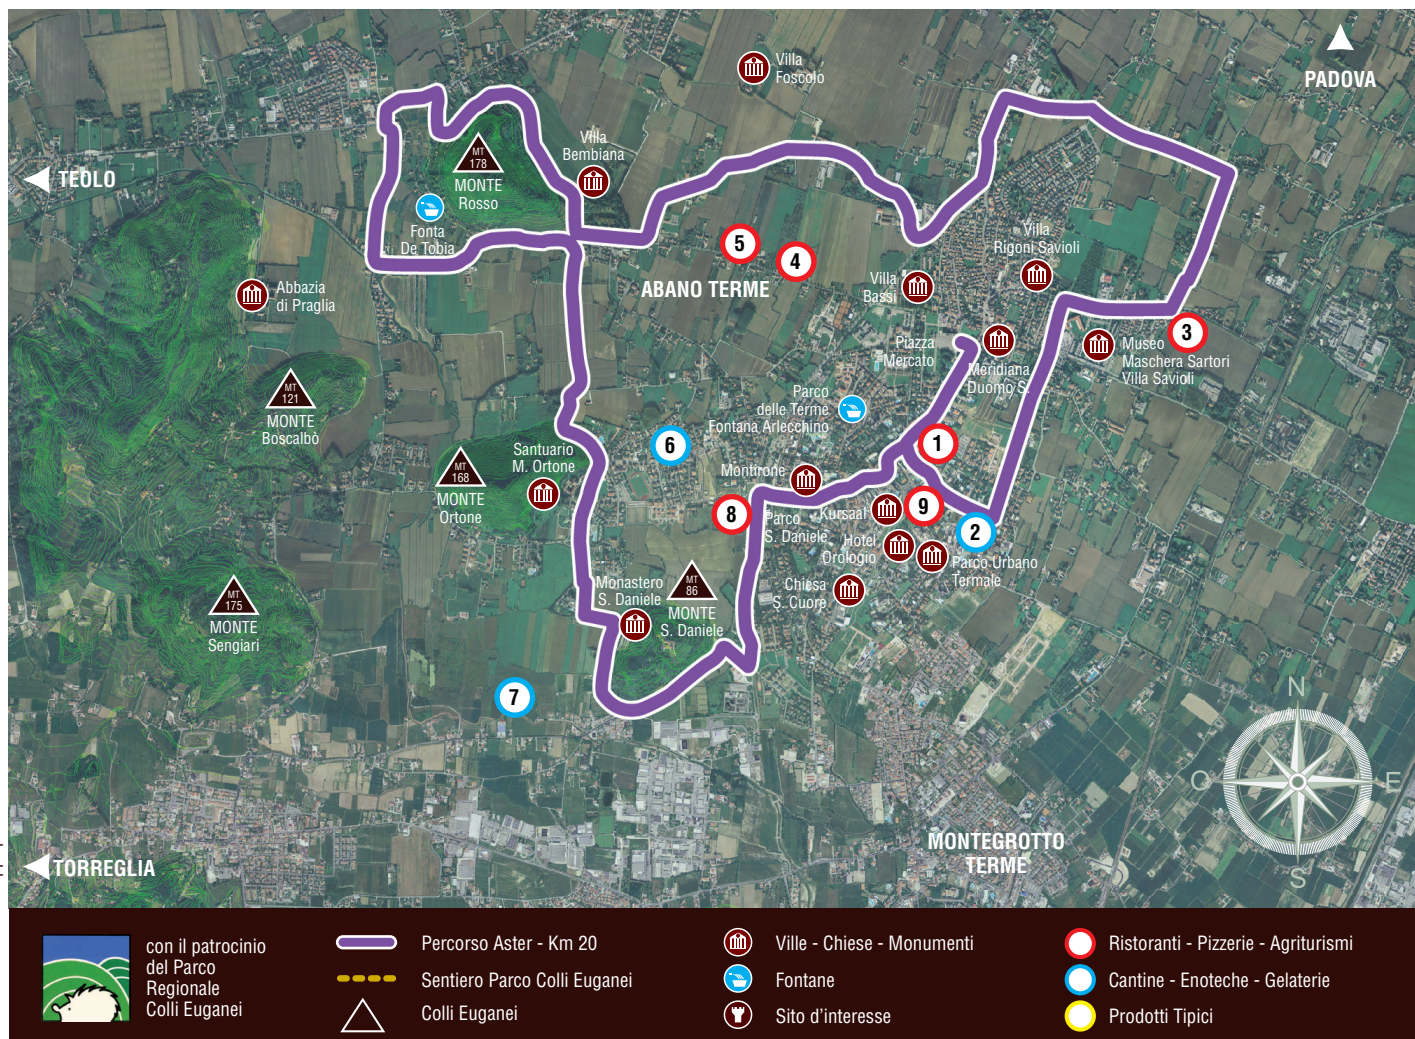 Villa
Foscolo
PADOVA
TEOLO
MT
178
MONTE
Rosso
Villa
Bembiana
Fonta
De Tobia
Abbazia
di Praglia
5
4
ABANO TERME
Villa
Rigoni Savioli
Villa
Bassi
3
Museo
Maschera Sartori
Villa Savioli
Piazza
Mercato
Meridiana
Duomo S.
MT
121
MONTE
Boscalbò
Parco
delle Terme
Fontana Arlecchino
6
1
Santuario
M. Ortone
MT
168
MONTE
Ortone
Montirone
8
Parco
S. Daniele
Kursaal
9
2
Hotel
Orologio
Parco Urbano
Termale
Chiesa
S. Cuore
Monastero
S. Daniele
MT
86
MONTE
S. Daniele
MT
175
MONTE
Sengiari
7
N
O
E
S
MONTEGROTTO
TERME
TORREGLIA
con il patrocinio
del Parco
Regionale
Colli Euganei
Percorso Aster - Km 20
Sentiero Parco Colli Euganei
Colli Euganei
Ville - Chiese - Monumenti
Fontane
Sito d'interesse
Ristoranti - Pizzerie - Agriturismi
Cantine - Enoteche - Gelaterie
Prodotti Tipici